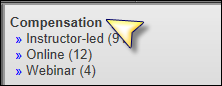 Compensation
» Instructor-led (9
» Online (12)
» Webinar (4)